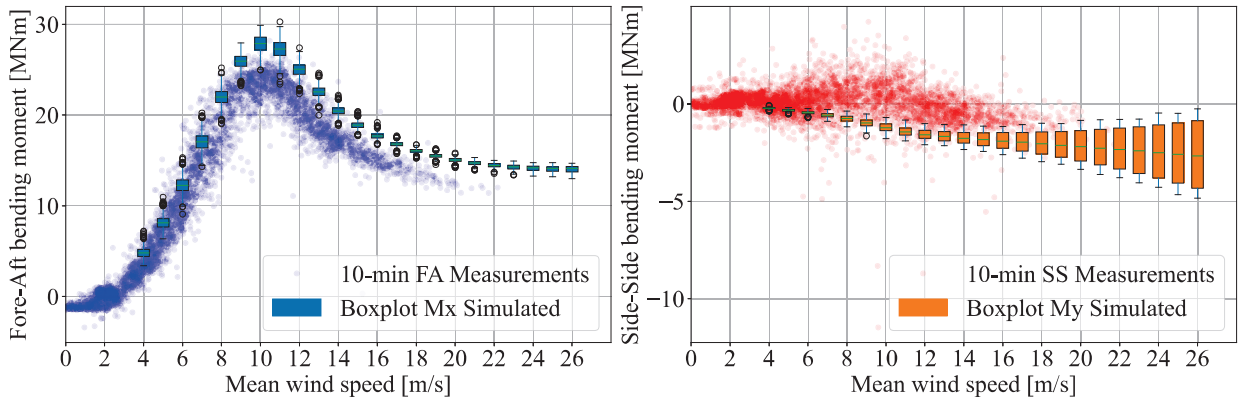 Fore-Aft bending moment [MNm]
30
20
10
0
0 2 4 6 8 10 12 14 16 18 20 22 24 26
Mean wind speed [m/s]
10-min FA Measurements
Boxplot Mx Simulated
Side-Side bending moment [MNm]
0
−5
−10
0 2 4 6 8 10 12 14 16 18 20 22 24 26
Mean wind speed [m/s]
10-min SS Measurements
Boxplot My Simulated